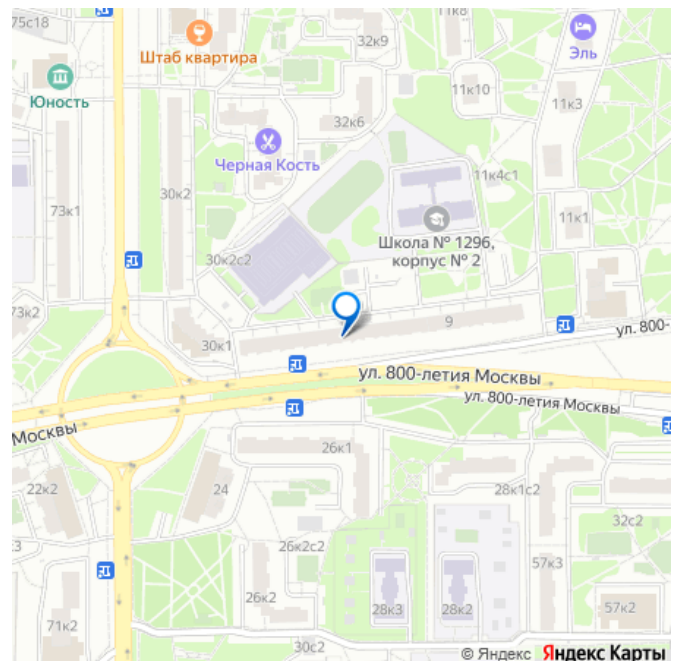 75с18
Штаб квартира
32к9
11к8
Эль
Юность
11к10
11к3
32к6
Черная Кость
11к4с1
30к2
73к1
11к1
Школа № 1296,
корпус № 2
30к2с2
73к2
9
30к1
ул. 800-
ул. 800-летия Москвы
ул. 800-летия Москвы
Москвы
26к1
22к2
24
28к1с2
32с2
26к2с2
57к3
26к2
28к3
28к2
57к2
71к2
30с2
© Яндекс Яндекс Карты